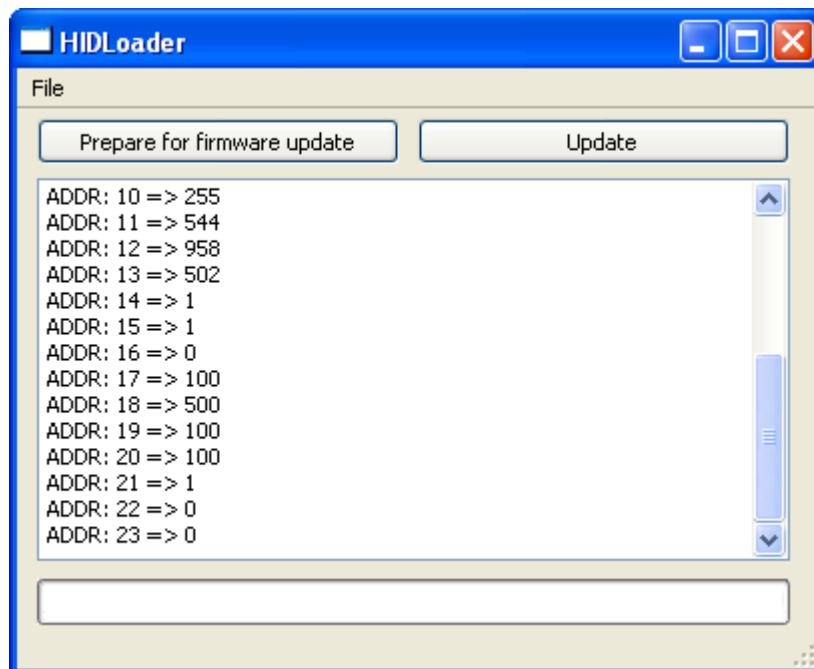 HIDLoader
File
Prepare for firmware update
Update
ADDR: 10 => 255
ADDR: 11 => 544
ADDR: 12 => 958
ADDR: 13 => 502
ADDR: 14 => 1
ADDR: 15 => 1
ADDR: 16 => 0
ADDR: 17 => 100
ADDR: 18 => 500
ADDR: 19 => 100
ADDR: 20 => 100
ADDR: 21 => 1
ADDR: 22 => 0
ADDR: 23 => 0